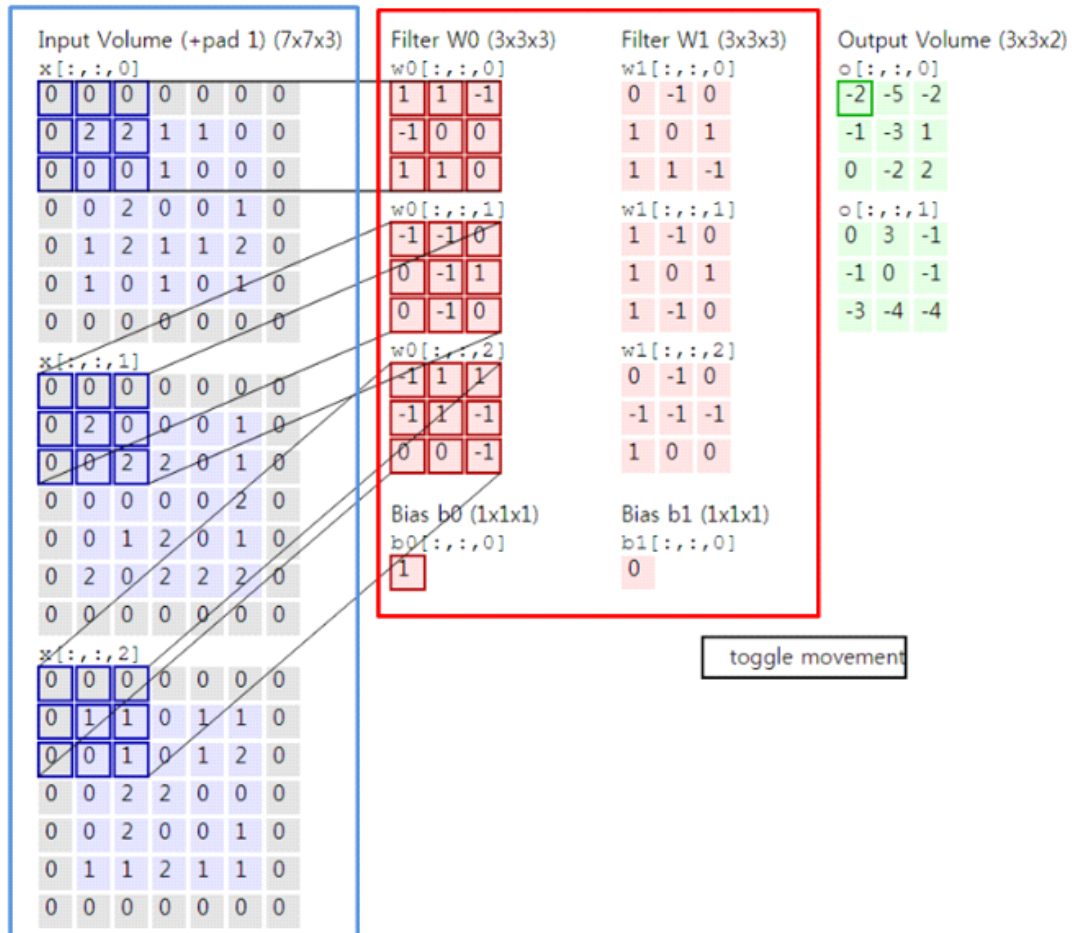 Input Volume (+pad 1) (7x7x3)
x[:,:,0]
0 0 0 0 0 0 0
0 2 2 1 1 0 0
0 0 0 1 0 0 0
0 0 2 0 0 1 0
0 1 2 1 1 2 0
0 1 0 1 0 1 0
0 0 0 0 0 0 0
x[:,:,1]
0 0 0 0 0 0 0
0 2 0 0 0 1 0
0 0 2 2 0 1 0
0 0 0 0 0 2 0
0 0 1 2 0 1 0
0 2 0 2 2 2 0
0 0 0 0 0 0 0
x[:,:,2]
0 0 0 0 0 0 0
0 1 1 0 1 1 0
0 0 1 0 1 2 0
0 0 2 2 0 0 0
0 0 2 0 0 1 0
0 1 1 2 1 1 0
0 0 0 0 0 0 0
Filter W0 (3x3x3)
w0[:,:,0]
1 1 -1
-1 0 0
1 1 0
w0[:,:,1]
-1 -1 0
0 -1 1
0 -1 0
w0[:,:,2]
-1 1 1
-1 1 -1
0 0 -1
Bias b0 (1x1x1)
b0[:,:,0]
1
Filter W1 (3x3x3)
w1[:,:,0]
0 -1 0
1 0 1
1 1 -1
w1[:,:,1]
1 -1 0
1 0 1
1 -1 0
w1[:,:,2]
0 -1 0
-1 -1 -1
1 0 0
Bias b1 (1x1x1)
b1[:,:,0]
0
Output Volume (3x3x2)
o[:,:,0]
-2 -5 -2
-1 -3 1
0 -2 2
o[:,:,1]
0 3 -1
-1 0 -1
-3 -4 -4
toggle movement